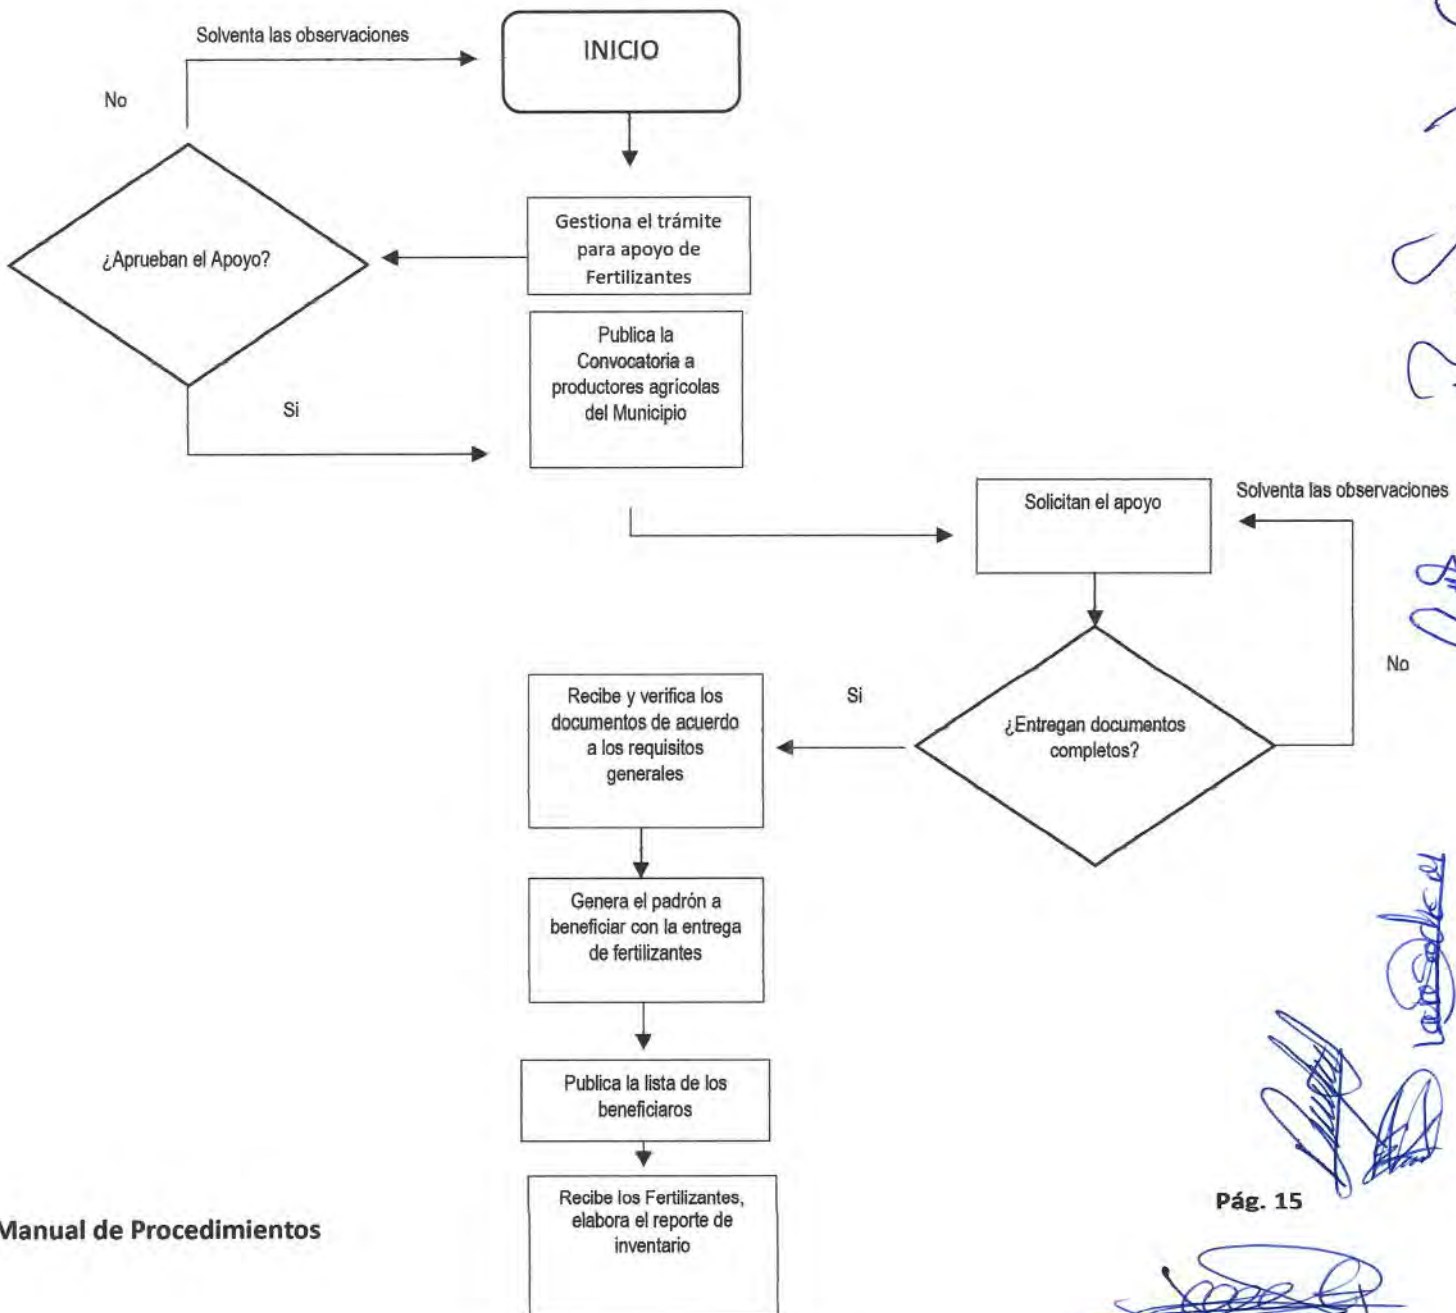 Solventa las observaciones
INICIO
No
Gestiona el trámite
para apoyo de
Fertilizantes
¿Aprueban el Apoyo?
Publica la
Convocatoria a
productores agrícolas
del Municipio
Si
Solicitan el apoyo
Solventa las observaciones
No
¿Entregan documentos
completos?
Si
Recibe y verifica los
documentos de acuerdo
a los requisitos
generales
Genera el padrón a
beneficiar con la entrega
de fertilizantes
Publica la lista de los
beneficiaros
Recibe los Fertilizantes,
elabora el reporte de
inventario
Manual de Procedimientos
Pág. 15